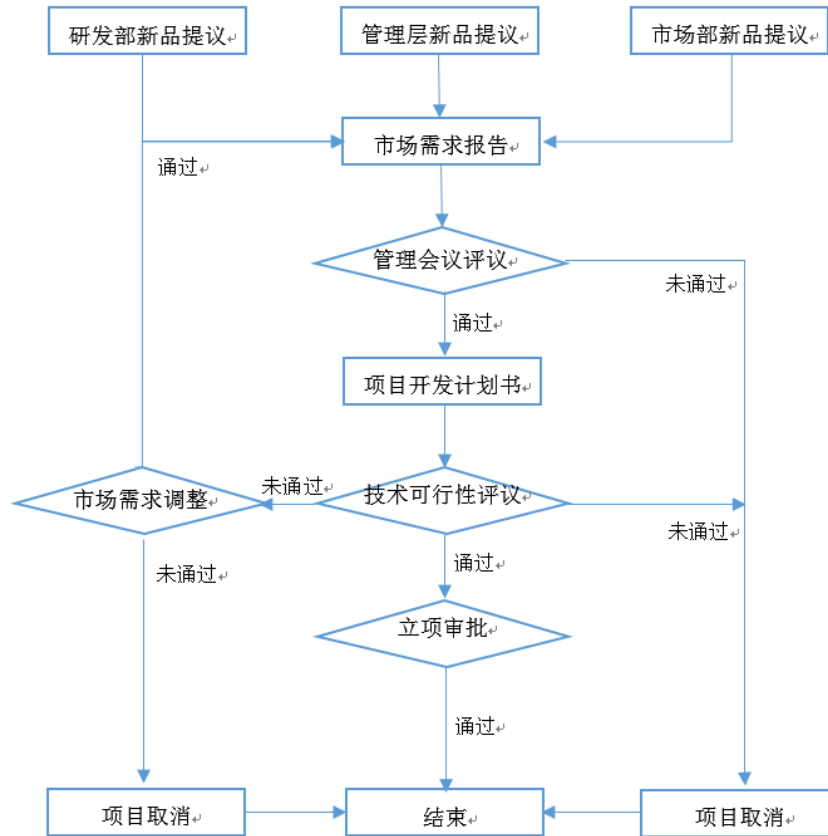 研发部新品提议
管理层新品提议
市场部新品提议
市场需求报告
通过
管理会议评议
未通过
通过
项目开发计划书
市场需求调整
未通过
技术可行性评议
未通过
未通过
通过
立项审批
通过
项目取消
结束
项目取消